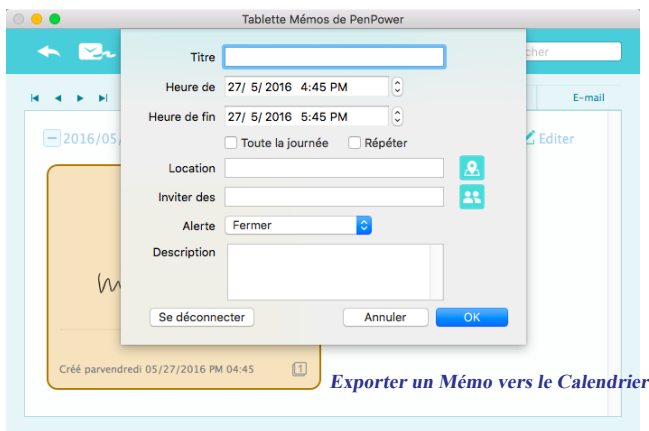 Tablette Mémos de PenPower
cher
Titre
Heure de 27/ 5/2016 4:45 PM
Heure de fin 27/ 5/2016 5:45 PM
E-mail
Toute la journée Répéter
2016/05/ Editer
Location
Inviter des
Alerte Fermer
Description
Se déconnecter Annuler OK
Créé parvendredi 05/27/2016 PM 04:45 1
Exporter un Mémo vers le Calendrier